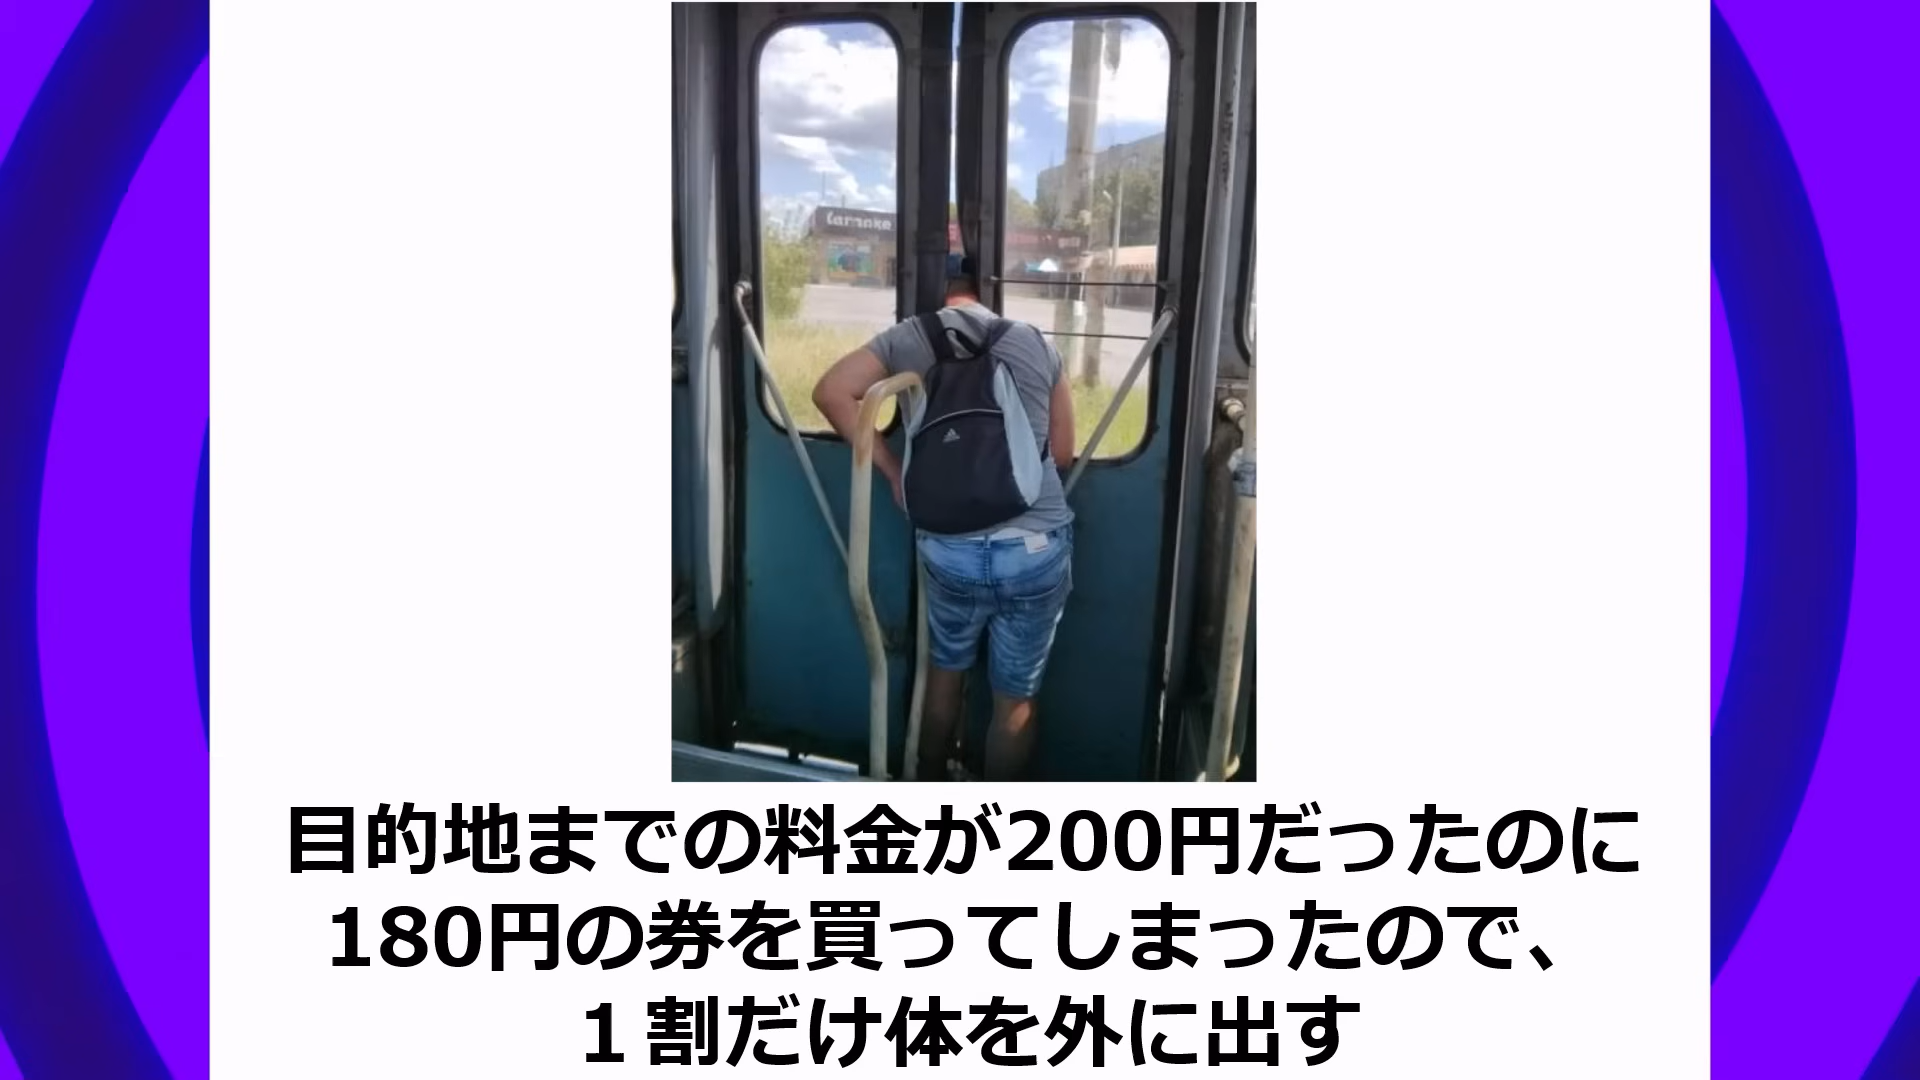 目的地までの料金が200円だったのに
180円の券を買ってしまったので、
１割だけ体を外に出す